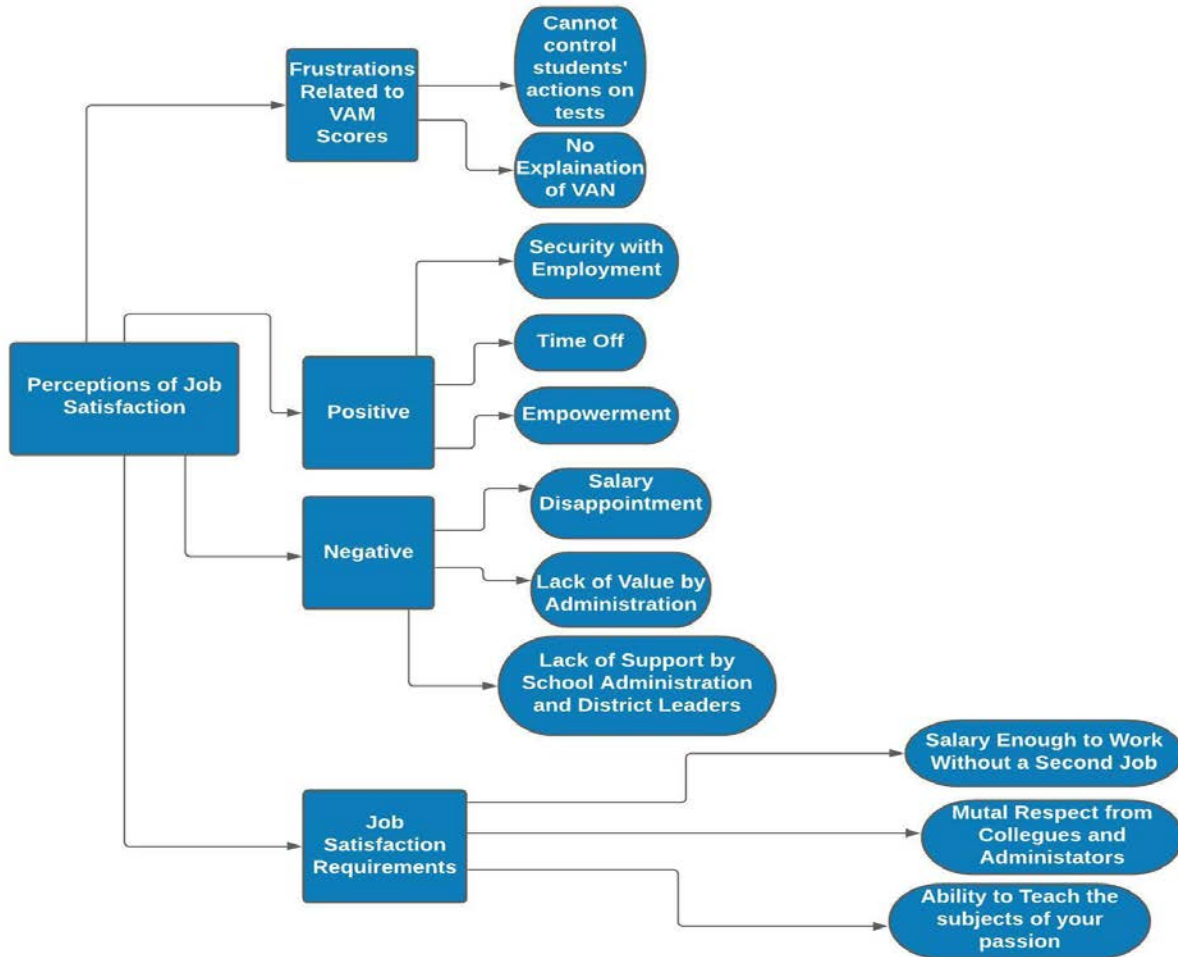 Perceptions of Job
Satisfaction
Frustrations
Related to
VAM
Scores
Cannot
control
students'
actions on
tests
No
Explaination
of VAN
Positive
Security with
Employment
Time Off
Empowerment
Negative
Salary
Disappointment
Lack of Value by
Administration
Lack of Support by
School Administration
and District Leaders
Job
Satisfaction
Requirements
Salary Enough to Work
Without a Second Job
Mutal Respect from
Collegues and
Administators
Ability to Teach the
subjects of your
passion